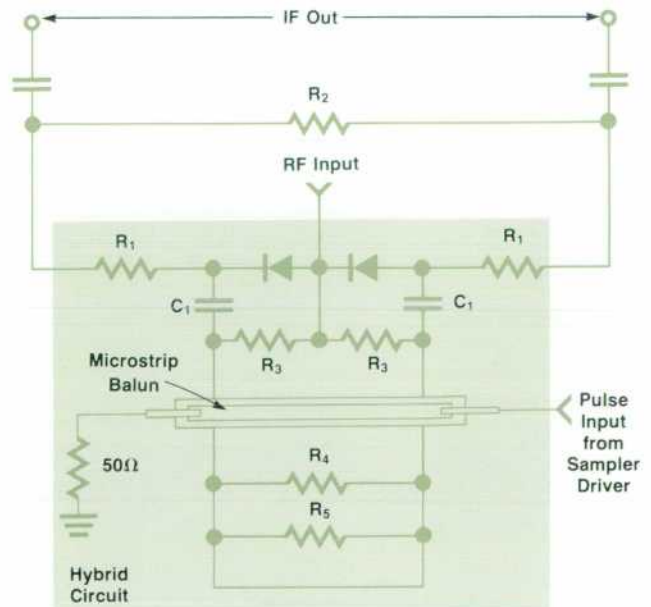 IF Out
R₂
RF Input
R₁
R₁
C₁
C₁
R₃
R₃
Microstrip
Balun
Pulse
Input
from
Sampler
Driver
50Ω
R₄
R₅
Hybrid
Circuit